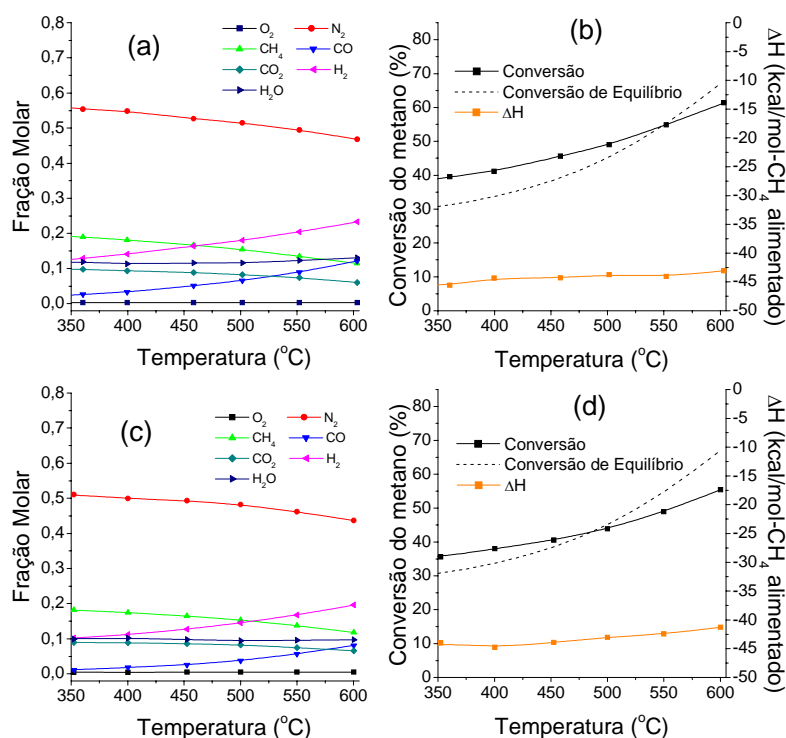 (a)
O2 N2
CH4 CO
CO2 H2
H2O
0,8
0,7
0,6
0,5
0,4
0,3
0,2
0,1
0,0
Fração Molar
350 400 450 500 550 600
Temperatura (°C)
(b)
Conversão
Conversão de Equilíbrio
ΔH
80
70
60
50
40
30
20
10
0
Conversão do metano (%)
0
-5
-10
-15
-20
-25
-30
-35
-40
-45
-50
ΔH (kcal/mol-CH4 alimentado)
350 400 450 500 550 600
Temperatura (°C)
(c)
O2 N2
CH4 CO
CO2 H2
H2O
0,8
0,7
0,6
0,5
0,4
0,3
0,2
0,1
0,0
Fração Molar
350 400 450 500 550 600
Temperatura (°C)
(d)
Conversão
Conversão de Equilíbrio
ΔH
80
70
60
50
40
30
20
10
0
Conversão do metano (%)
0
-5
-10
-15
-20
-25
-30
-35
-40
-45
-50
ΔH (kcal/mol-CH4 alimentado)
350 400 450 500 550 600
Temperatura (°C)